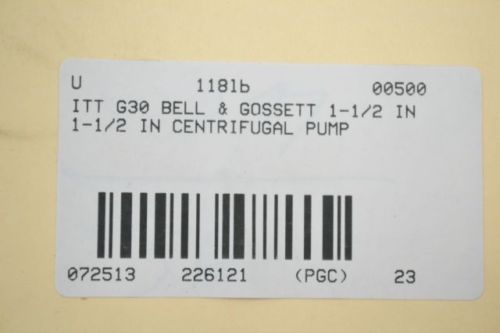 U 118lb 00500
ITT G30 BELL & GOSSETT 1-1/2 IN
1-1/2 IN CENTRIFUGAL PUMP
072513 226121 (PGC) 23